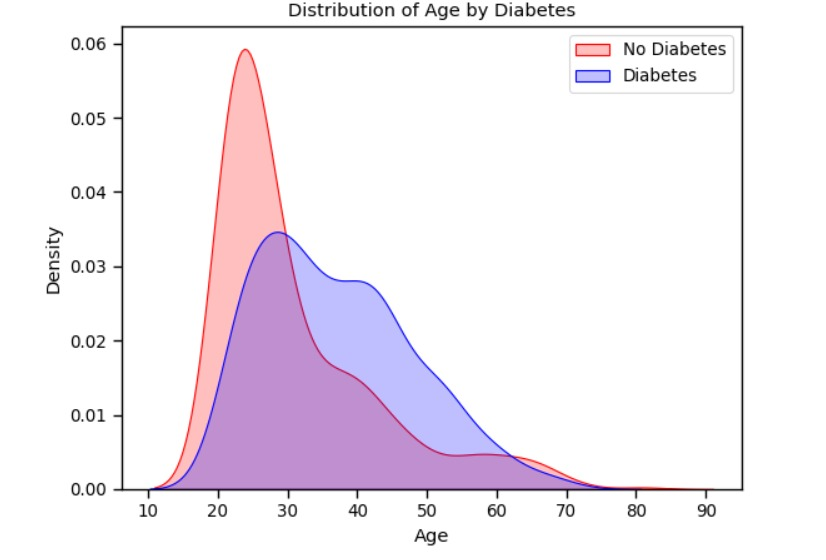 Distribution of Age by Diabetes
No Diabetes
Diabetes
Density
0.06
0.05
0.04
0.03
0.02
0.01
0.00
10 20 30 40 50 60 70 80 90
Age